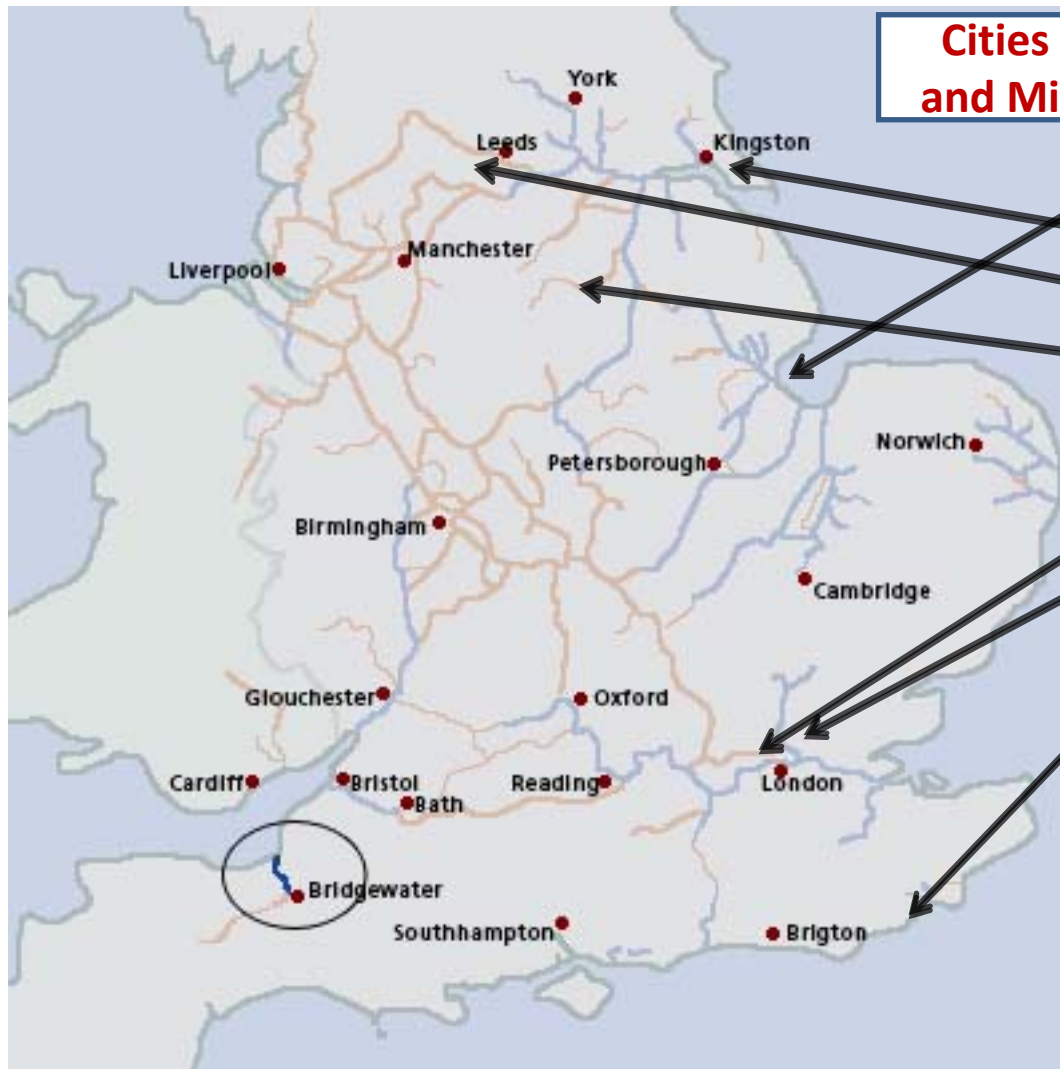 Cities
and Mi
York
Leeds
Kingston
Manchester
Liverpool
Norwich
Petersborough
Birmingham
Cambridge
Glouchester
Oxford
Cardiff
Bristol
Reading
London
Bath
Bridgewater
Southhampton
Brigton